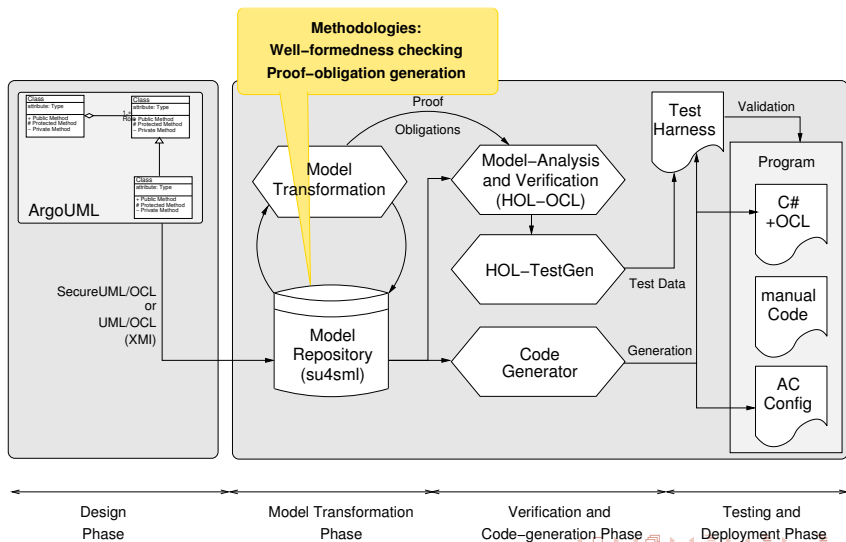 Methodologies:
Well−formedness checking
Proof−obligation generation
Class
attribute: Type
+ Public Method
# Protected Method
− Private Method
Class
attribute: Type
+ Public Method
# Protected Method
− Private Method
Class
attribute: Type
+ Public Method
# Protected Method
− Private Method
ArgoUML
SecureUML/OCL
or
UML/OCL
(XMI)
Model
Transformation
Proof
Obligations
Model
Repository
(su4sml)
Model−Analysis
and Verification
(HOL−OCL)
HOL−TestGen
Test Data
Code
Generator
Generation
Test
Harness
Validation
Program
C#
+OCL
manual
Code
AC
Config
Design
Phase
Model Transformation
Phase
Verification and
Code−generation Phase
Testing and
Deployment Phase